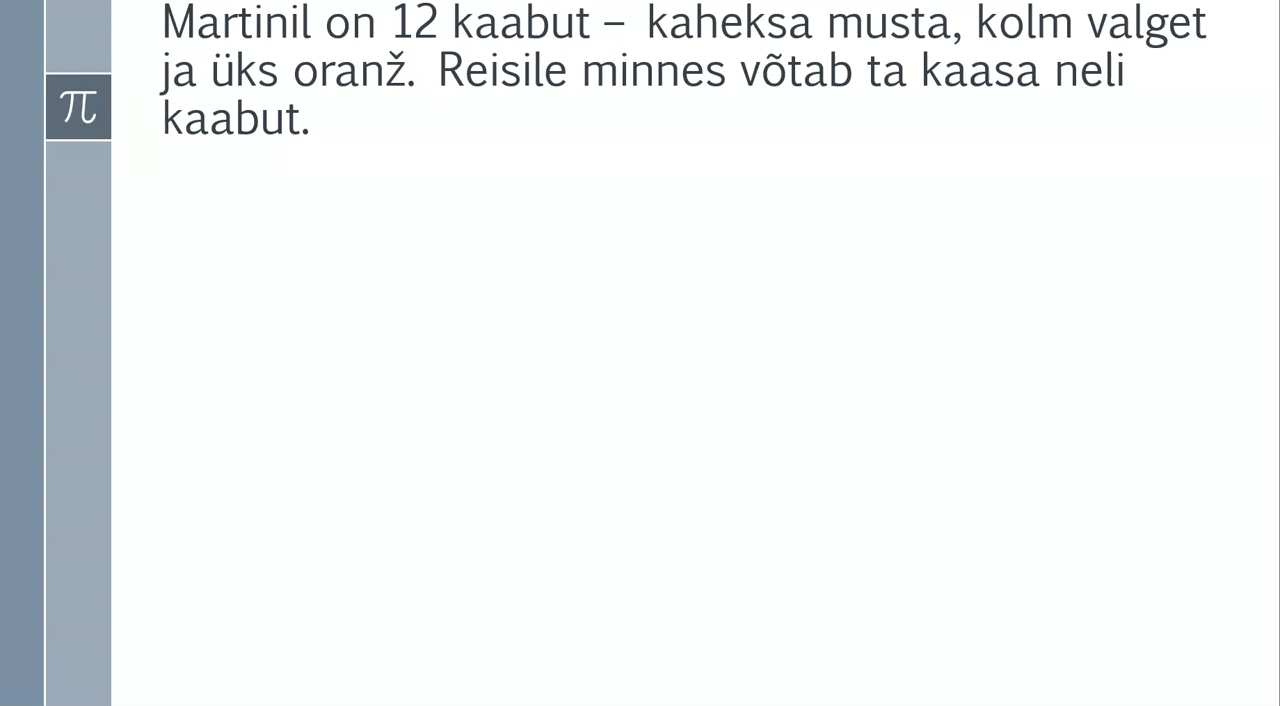 Martinil on 12 kaabut – kaheksa musta, kolm valget
ja üks oranž. Reisile minnes võtab ta kaasa neli
π
kaabut.